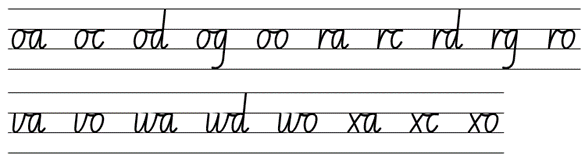 oa oc od og oo ra rc rd rg ro
va vo wa wd wo xa xc xo